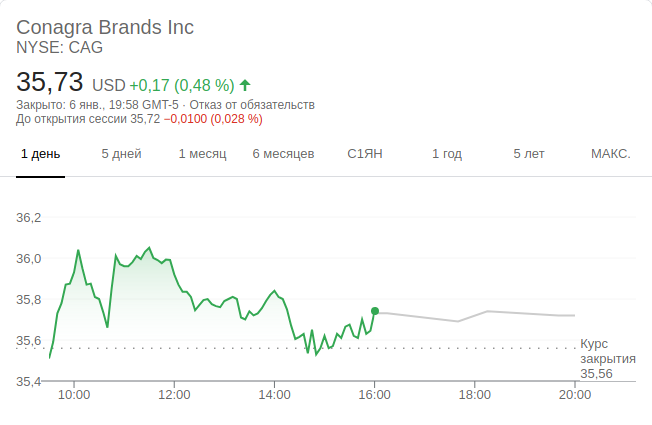 Conagra Brands Inc
NYSE: CAG
35,73 USD +0,17 (0,48 %)
Закрыто: 6 янв., 19:58 GMT-5 · Отказ от обязательств
До открытия сессии 35,72 −0,0100 (0,028 %)
1 день 5 дней 1 месяц 6 месяцев С1ЯН 1 год 5 лет МАКС.
36,2
36,0
35,8
35,6
35,4
Курс
закрытия
35,56
10:00 12:00 14:00 16:00 18:00 20:00